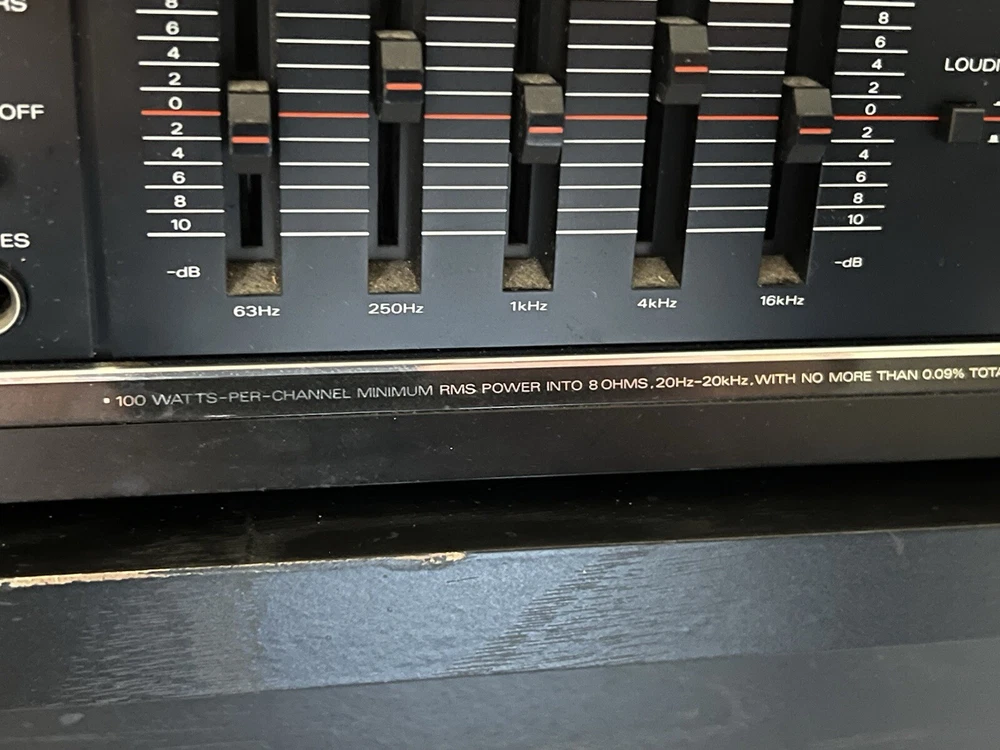 RS
OFF
ES
8
6
4
2
0
2
4
6
8
10
-dB
8
6
4
2
0
2
4
6
8
10
-dB
63Hz 250Hz 1kHz 4kHz 16kHz
LOUD
• 100 WATTS-PER-CHANNEL MINIMUM RMS POWER INTO 8 OHMS, 20Hz-20kHz, WITH NO MORE THAN 0.09% TOTA